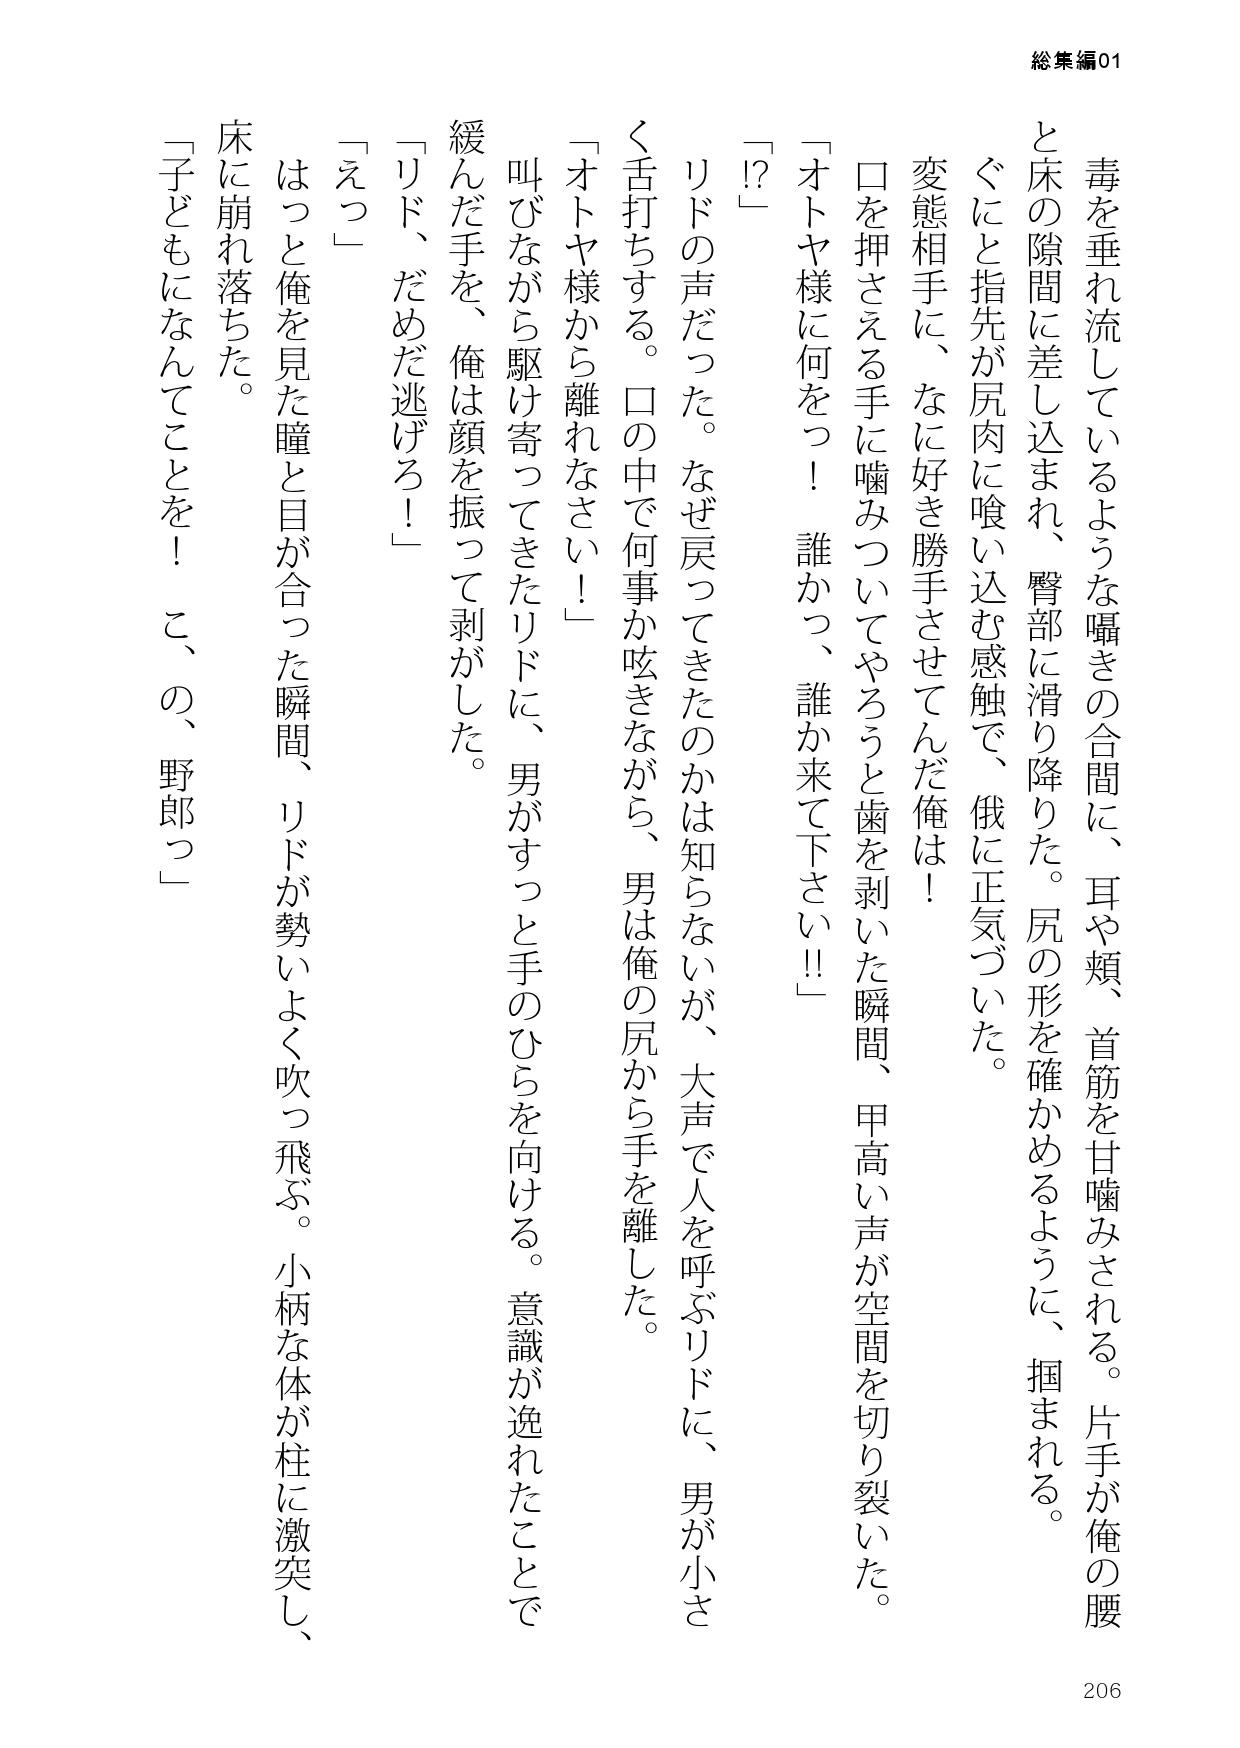 総集編01
　毒を垂れ流しているような囁きの合間に、耳や頬、首筋を甘噛みされる。片手が俺の腰
と床の隙間に差し込まれ、臀部に滑り降りた。尻の形を確かめるように、掴まれる。
　ぐにと指先が尻肉に喰い込む感触で、俄に正気づいた。
　変態相手に、なに好き勝手させてんだ俺は！
　口を押さえる手に噛みついてやろうと歯を剥いた瞬間、甲高い声が空間を切り裂いた。
「オトヤ様に何をっ！　誰かっ、誰か来て下さい!!」
「!?」
　リドの声だった。なぜ戻ってきたのかは知らないが、大声で人を呼ぶリドに、男が小さ
く舌打ちする。口の中で何事か呟きながら、男は俺の尻から手を離した。
「オトヤ様から離れなさい！」
　叫びながら駆け寄ってきたリドに、男がすっと手のひらを向ける。意識が逸れたことで
緩んだ手を、俺は顔を振って剥がした。
「リド、だめだ逃げろ！」
「えっ」
　はっと俺を見た瞳と目が合った瞬間、リドが勢いよく吹っ飛ぶ。小柄な体が柱に激突し、
床に崩れ落ちた。
「子どもになんてことを！　こ、の、野郎っ」
206